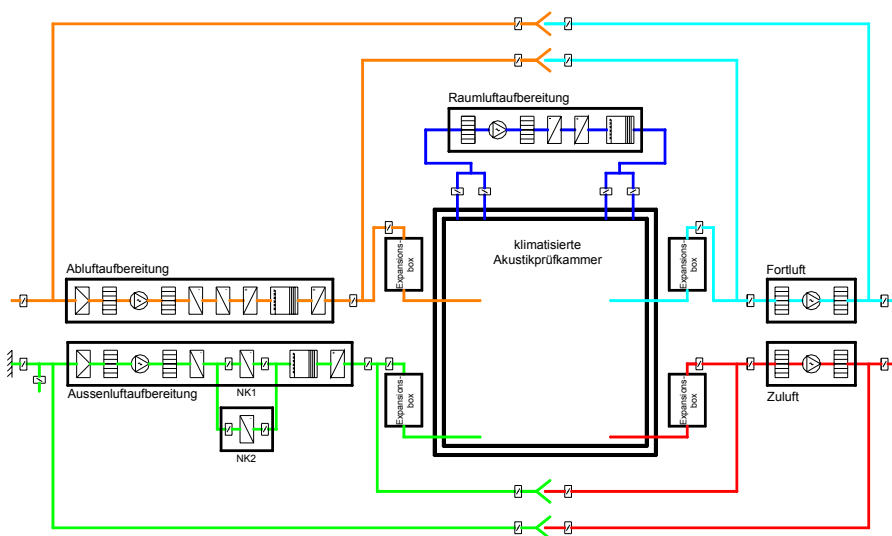 Raumluftaufbereitung
klimatisierte
Akustikprüfkammer
Expansions-
box
Expansions-
box
Abluftaufbereitung
Fortluft
Aussenluftaufbereitung
NK1
Expansions-
box
Expansions-
box
Zuluft
NK2